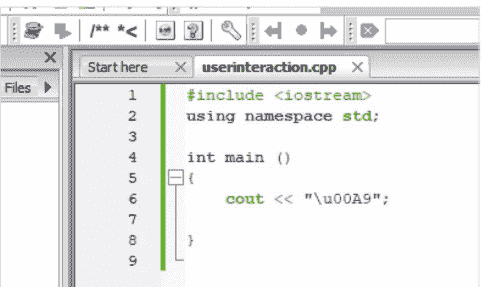 /** *<
Start here userinteraction.cpp
Files
1 #include <iostream>
2 using namespace std;
3
4 int main ()
5 {
6 cout << "\u00A9";
7
8 }
9